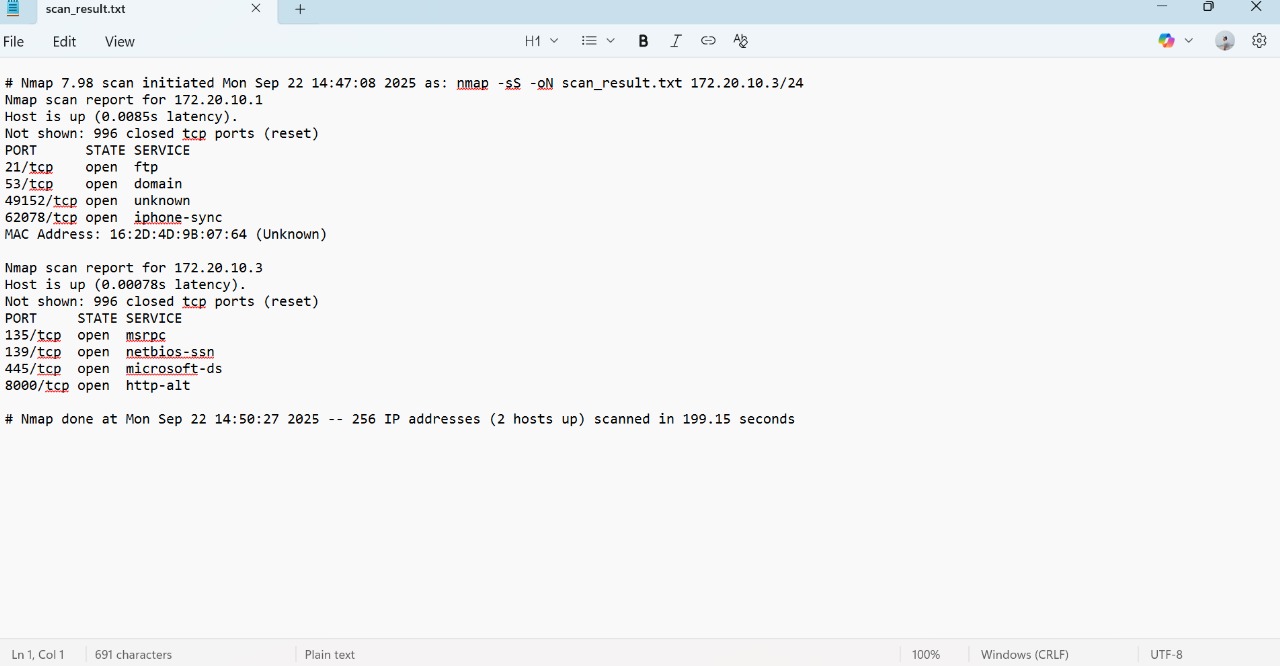 scan_result.txt
File Edit View H1 B I
# Nmap 7.98 scan initiated Mon Sep 22 14:47:08 2025 as: nmap -sS -oN scan_result.txt 172.20.10.3/24
Nmap scan report for 172.20.10.1
Host is up (0.0085s latency).
Not shown: 996 closed tcp ports (reset)
PORT      STATE SERVICE
21/tcp    open  ftp
53/tcp    open  domain
49152/tcp open  unknown
62078/tcp open  iphone-sync
MAC Address: 16:2D:4D:9B:07:64 (Unknown)

Nmap scan report for 172.20.10.3
Host is up (0.00078s latency).
Not shown: 996 closed tcp ports (reset)
PORT     STATE SERVICE
135/tcp  open  msrpc
139/tcp  open  netbios-ssn
445/tcp  open  microsoft-ds
8000/tcp open  http-alt

# Nmap done at Mon Sep 22 14:50:27 2025 -- 256 IP addresses (2 hosts up) scanned in 199.15 seconds
Ln 1, Col 1 691 characters Plain text 100% Windows (CRLF) UTF-8